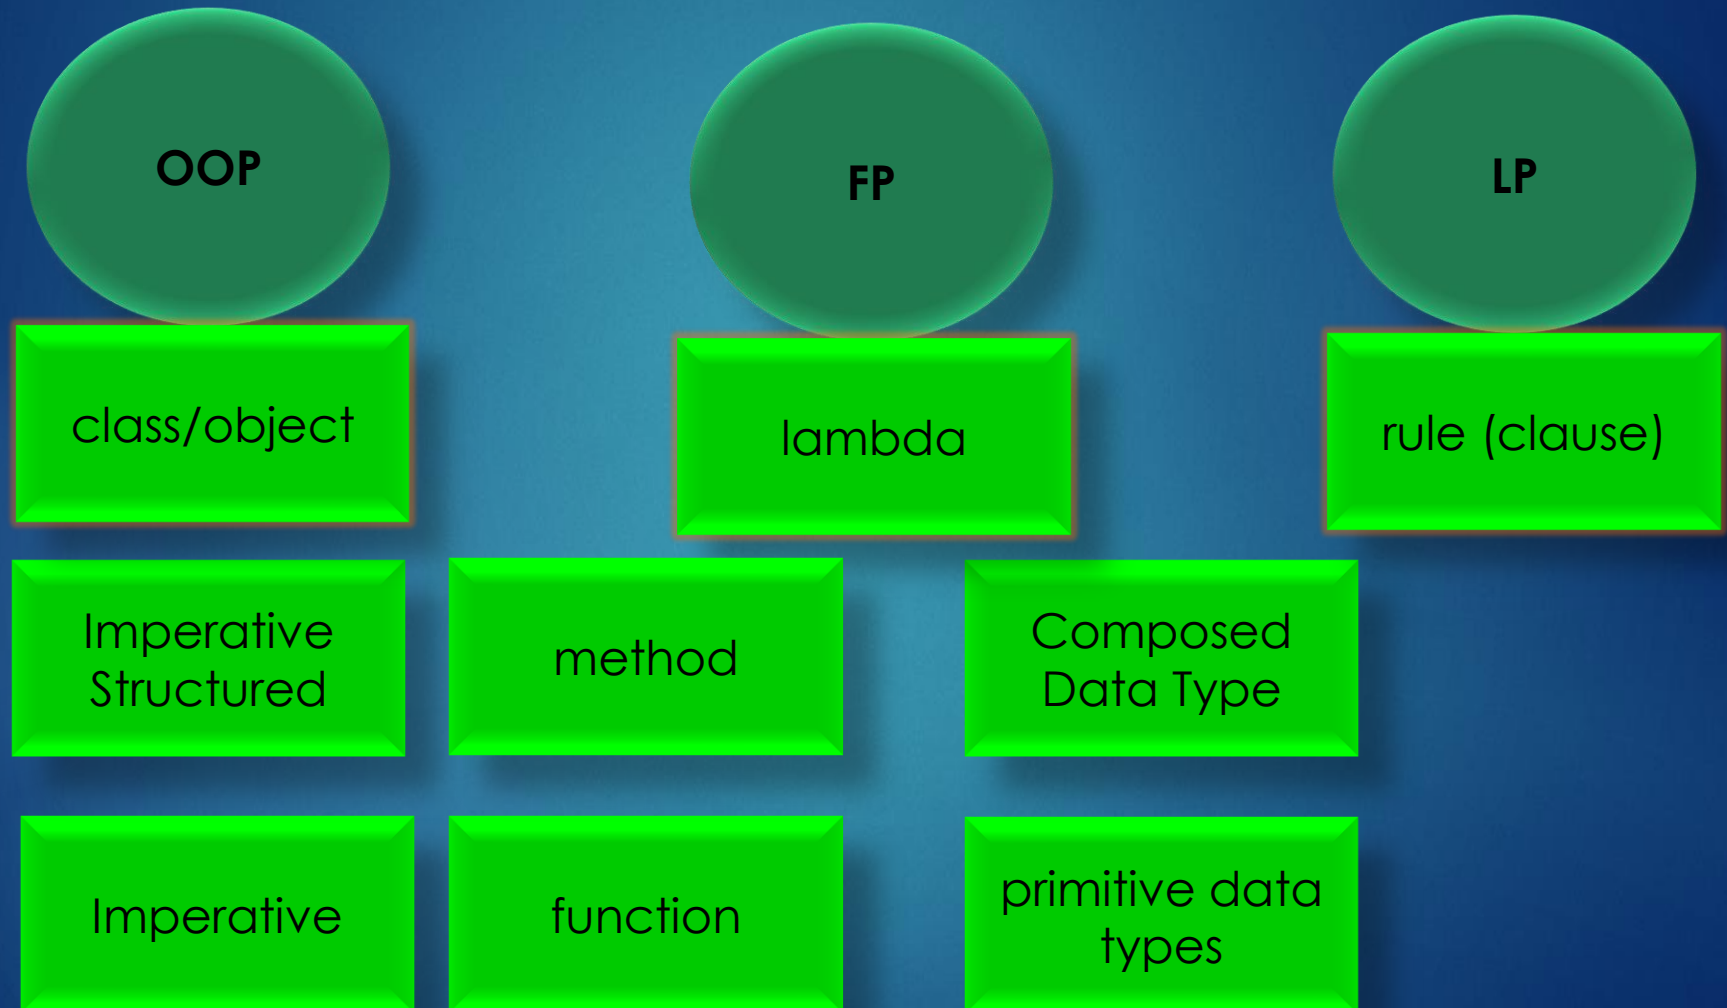 OOP
FP
LP
class/object
lambda
rule (clause)
Imperative
Structured
method
Composed
Data Type
Imperative
function
primitive data
types